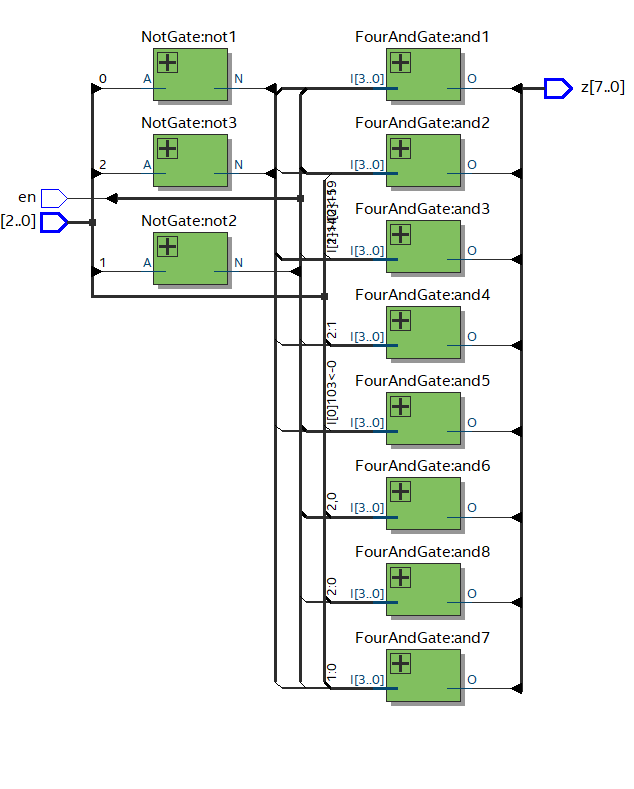 NotGate:not1
0
A
N
NotGate:not3
2
A
N
en
[2..0]
NotGate:not2
1
A
N
FourAndGate:and1
I[3..0]
O
z[7..0]
FourAndGate:and2
I[3..0]
O
FourAndGate:and3
I[3..0]
O
FourAndGate:and4
2:1
I[3..0]
O
FourAndGate:and5
I[0]103<-0
I[3..0]
O
FourAndGate:and6
2,0
I[3..0]
O
FourAndGate:and8
2:0
I[3..0]
O
FourAndGate:and7
1:0
I[3..0]
O